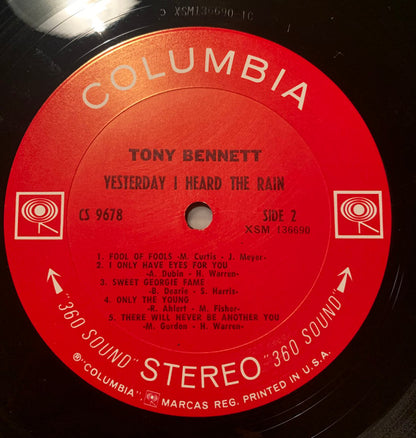 XSM136690 1C
COLUMBIA
TONY BENNETT
YESTERDAY I HEARD THE RAIN
CS 9678
SIDE 2
XSM 136690
1. FOOL OF FOOLS -M. Curtis - J. Meyer-
2. I ONLY HAVE EYES FOR YOU
-A. Dubin - H. Warren-
3. SWEET GEORGIE FAME
-B. Dearie - S. Harris-
4. ONLY THE YOUNG
-R. Ahlert - M. Fisher-
5. THERE WILL NEVER BE ANOTHER YOU
-M. Gordon - H. Warren-
"360 SOUND" STEREO "360 SOUND"
® "COLUMBIA", MARCAS REG. PRINTED IN U.S.A.